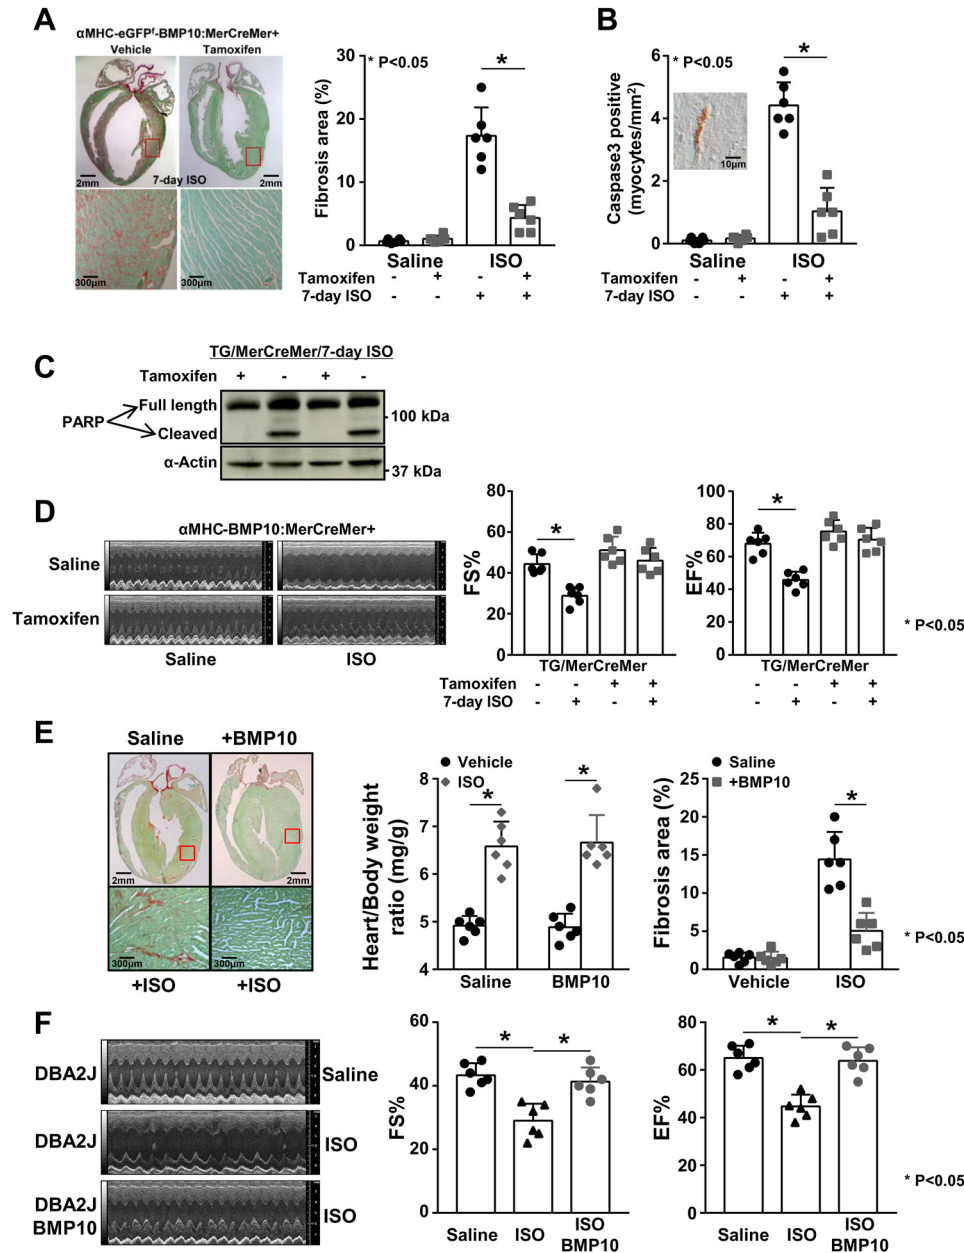 A
αMHC-eGFPf-BMP10:MerCreMer+
Vehicle Tamoxifen
2mm 2mm
7-day ISO
300µm 300µm
* P<0.05
*
Fibrosis area (%)
30
20
10
0
Saline ISO
Tamoxifen - + - +
7-day ISO - - + +
B
* P<0.05
*
10µm
Caspase3 positive
(myocytes/mm2)
6
4
2
0
Saline ISO
Tamoxifen - + - +
7-day ISO - - + +
C
TG/MerCreMer/7-day ISO
Tamoxifen + - + -
PARP
Full length
Cleaved
100 kDa
α-Actin
37 kDa
D
αMHC-BMP10:MerCreMer+
Saline
Tamoxifen
Saline ISO
FS%
80
60
40
20
0
*
TG/MerCreMer
Tamoxifen - - + +
7-day ISO - + - +
EF%
100
80
60
40
20
0
*
TG/MerCreMer
- - + +
- + - +
* P<0.05
E
Saline +BMP10
2mm 2mm
300µm 300µm
+ISO +ISO
Vehicle
ISO
* *
Heart/Body weight
ratio (mg/g)
8
7
6
5
4
Saline BMP10
Saline
+BMP10
*
Fibrosis area (%)
25
20
15
10
5
0
Vehicle ISO
* P<0.05
F
DBA2J Saline
DBA2J ISO
DBA2J
BMP10
ISO
FS%
60
40
20
0
* *
Saline ISO ISO
BMP10
EF%
80
60
40
20
0
* *
Saline ISO ISO
BMP10
* P<0.05